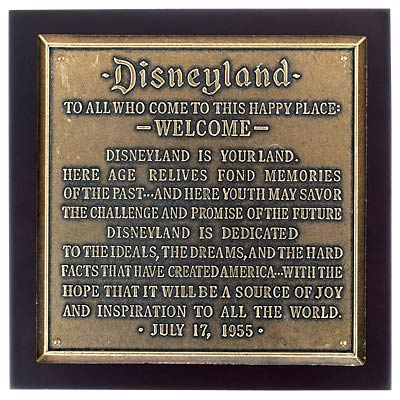 ·Disneyland·
TO ALL WHO COME TO THIS HAPPY PLACE:
—WELCOME—
DISNEYLAND IS YOUR LAND.
HERE AGE RELIVES FOND MEMORIES
OF THE PAST···AND HERE YOUTH MAY SAVOR
THE CHALLENGE AND PROMISE OF THE FUTURE
DISNEYLAND IS DEDICATED
TO THE IDEALS, THE DREAMS, AND THE HARD
FACTS THAT HAVE CREATED AMERICA···WITH THE
HOPE THAT IT WILL BE A SOURCE OF JOY
AND INSPIRATION TO ALL THE WORLD.
· JULY 17, 1955 ·